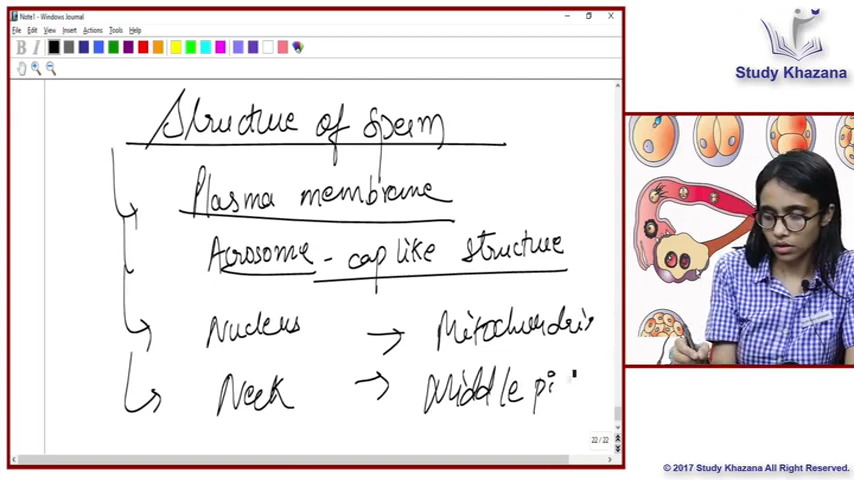 Note1 - Windows Journal
File Edit View Insert Actions Tools Help
B I
Study Khazana
Structure of sperm
Plasma membrane
Acrosome - cap like structure
Nucleus → Mitochondria
Neck → Middle pi
22 / 22
© 2017 Study Khazana All Right Reserved.